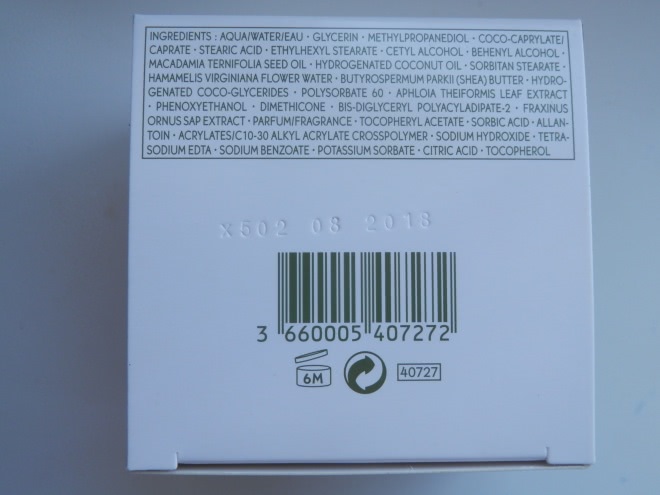 INGREDIENTS : AQUA/WATER/EAU • GLYCERIN • METHYLPROPANEDIOL • COCO-CAPRYLATE/
CAPRATE • STEARIC ACID • ETHYLHEXYL STEARATE • CETYL ALCOHOL • BEHENYL ALCOHOL •
MACADAMIA TERNIFOLIA SEED OIL • HYDROGENATED COCONUT OIL • SORBITAN STEARATE •
HAMAMELIS VIRGINIANA FLOWER WATER • BUTYROSPERMUM PARKII (SHEA) BUTTER • HYDRO-
GENATED COCO-GLYCERIDES • POLYSORBATE 60 • APHLOIA THEIFORMIS LEAF EXTRACT
• PHENOXYETHANOL • DIMETHICONE • BIS-DIGLYCERYL POLYACYLADIPATE-2 • FRAXINUS
ORNUS SAP EXTRACT • PARFUM/FRAGRANCE • TOCOPHERYL ACETATE • SORBIC ACID • ALLAN-
TOIN • ACRYLATES/C10-30 ALKYL ACRYLATE CROSSPOLYMER • SODIUM HYDROXIDE • TETRA-
SODIUM EDTA • SODIUM BENZOATE • POTASSIUM SORBATE • CITRIC ACID • TOCOPHEROL
X502 08 2018
3 660005 407272
6M
40727